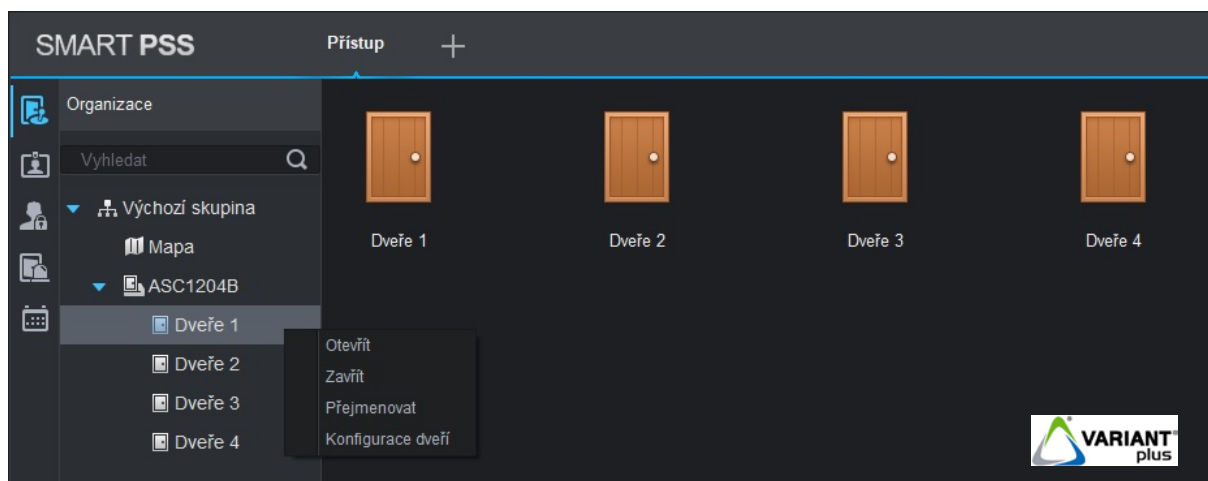 SMART PSS
Přístup
Organizace
Vyhledat
Výchozí skupina
Mapa
ASC1204B
Dveře 1
Dveře 2
Dveře 3
Dveře 4
Otevřít
Zavřít
Přejmenovat
Konfigurace dveří
Dveře 1
Dveře 2
Dveře 3
Dveře 4
VARIANT
plus